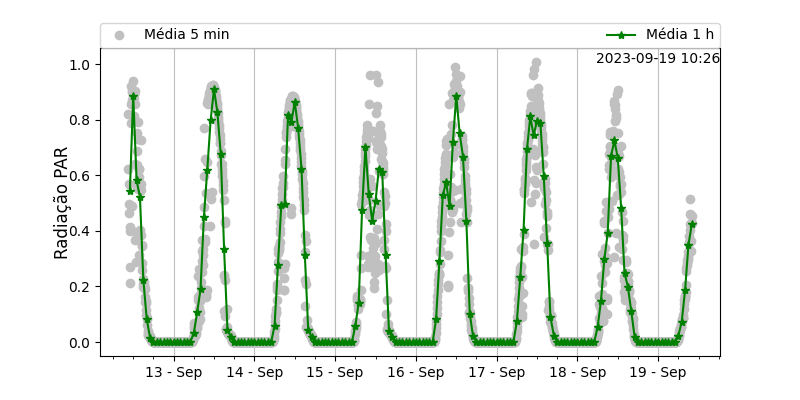 Média 5 min
Média 1 h
2023-09-19 10:26
Radiação PAR
1.0
0.8
0.6
0.4
0.2
0.0
13 - Sep
14 - Sep
15 - Sep
16 - Sep
17 - Sep
18 - Sep
19 - Sep